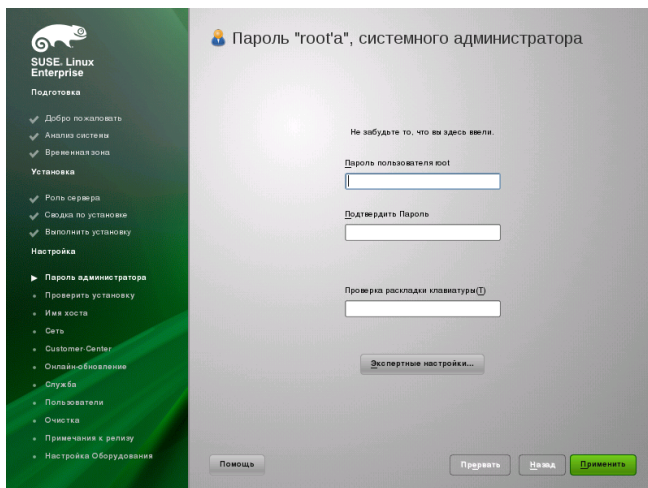 SUSE. Linux
Enterprise
Подготовка
Добро пожаловать
Анализ системы
Временная зона
Установка
Роль сервера
Сводка по установке
Выполнить установку
Настройка
Пароль администратора
Проверить установку
Имя хоста
Сеть
Customer-Center
Онлайн-обновление
Служба
Пользователи
Очистка
Примечания к релизу
Настройка Оборудования
Пароль "root'а", системного администратора
Не забудьте то, что вы здесь ввели.
Пароль пользователя root
Подтвердить Пароль
Проверка раскладки клавиатуры(T)
Экспертные настройки...
Помощь
Прервать
Назад
Применить